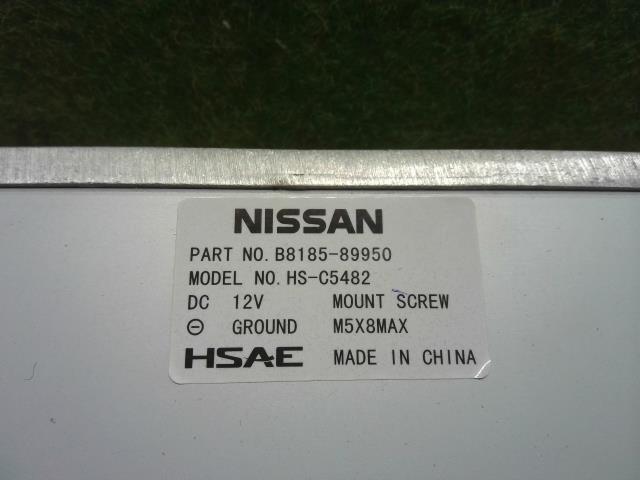 NISSAN
PART NO. B8185-89950
MODEL NO. HS-C5482
DC 12V MOUNT SCREW
⊖ GROUND M5X8MAX
HSAE MADE IN CHINA